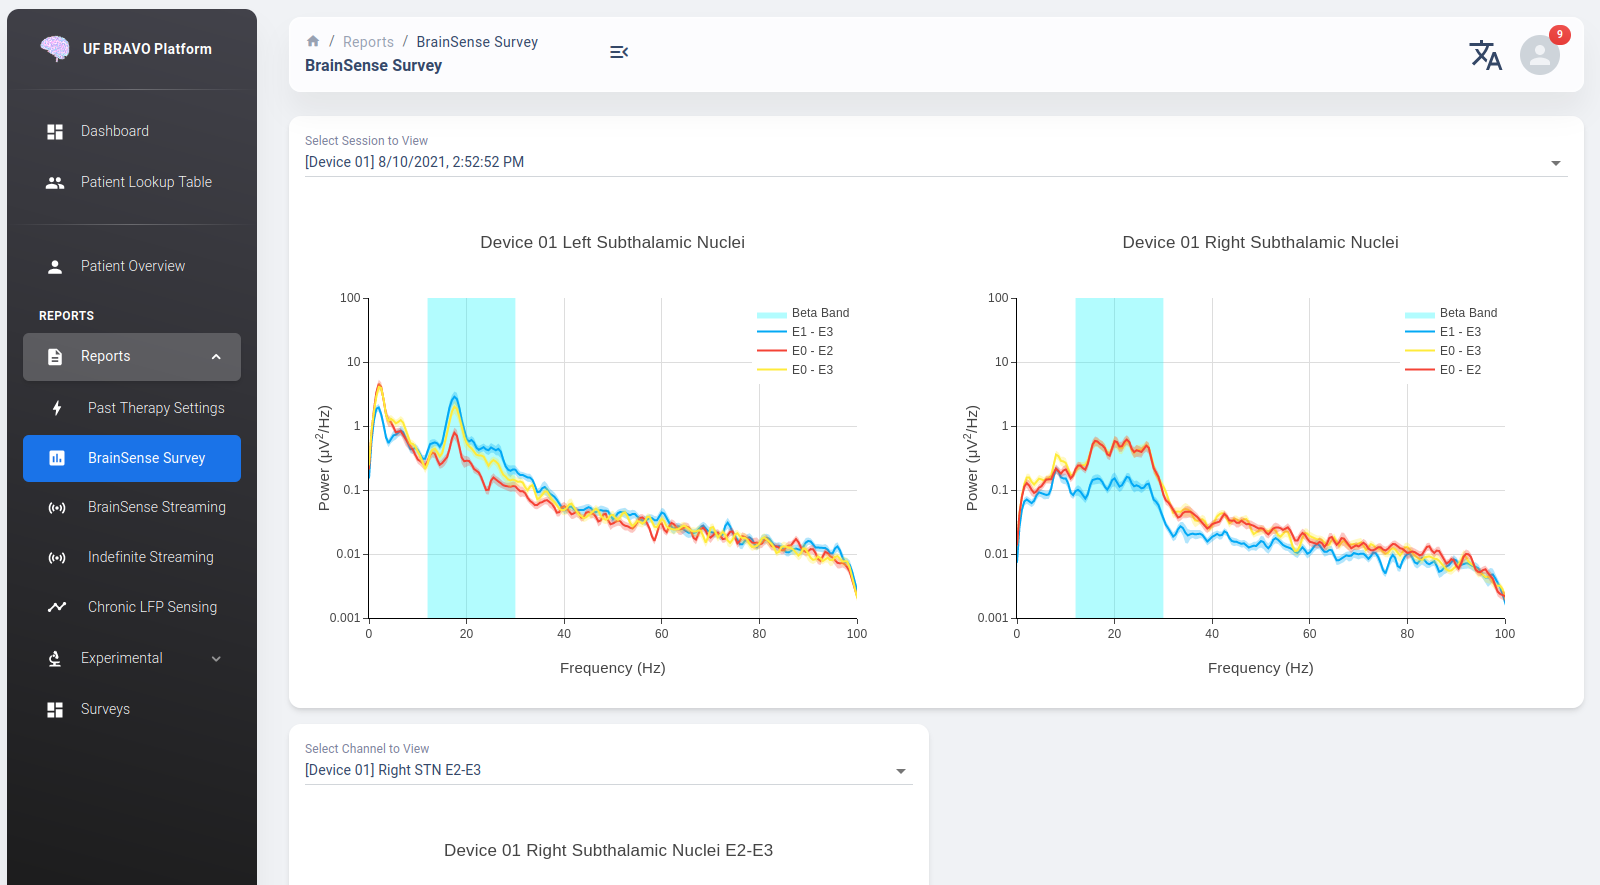 UF BRAVO Platform
Dashboard
Patient Lookup Table
Patient Overview
REPORTS
Reports
Past Therapy Settings
BrainSense Survey
BrainSense Streaming
Indefinite Streaming
Chronic LFP Sensing
Experimental
Surveys
/ Reports / BrainSense Survey
BrainSense Survey
9
Select Session to View
[Device 01] 8/10/2021, 2:52:52 PM
Device 01 Left Subthalamic Nuclei
100
10
1
0.1
0.01
0.001
Power (μV²/Hz)
0 20 40 60 80 100
Frequency (Hz)
Beta Band
E1 - E3
E0 - E2
E0 - E3
Device 01 Right Subthalamic Nuclei
100
10
1
0.1
0.01
0.001
Power (μV²/Hz)
0 20 40 60 80 100
Frequency (Hz)
Beta Band
E1 - E3
E0 - E3
E0 - E2
Select Channel to View
[Device 01] Right STN E2-E3
Device 01 Right Subthalamic Nuclei E2-E3